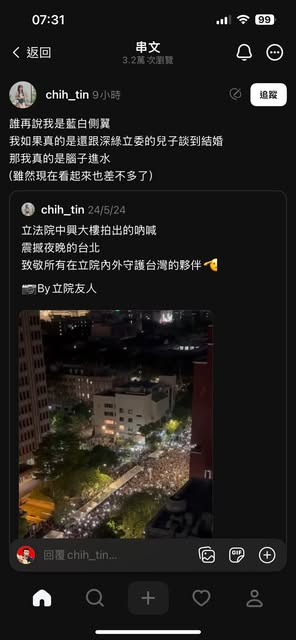 07:31
99
返回
串文
3.2萬 次瀏覽
chih_tin 9小時
追蹤
誰再說我是藍白側翼
我如果真的是還跟深綠立委的兒子談到結婚
那我真的是腦子進水
(雖然現在看起來也差不多了)
chih_tin 24/5/24
立法院中興大樓拍出的吶喊
震撼夜晚的台北
致敬所有在立院內外守護台灣的夥伴🫡
📷By 立院友人
回覆 chih_tin...
GIF